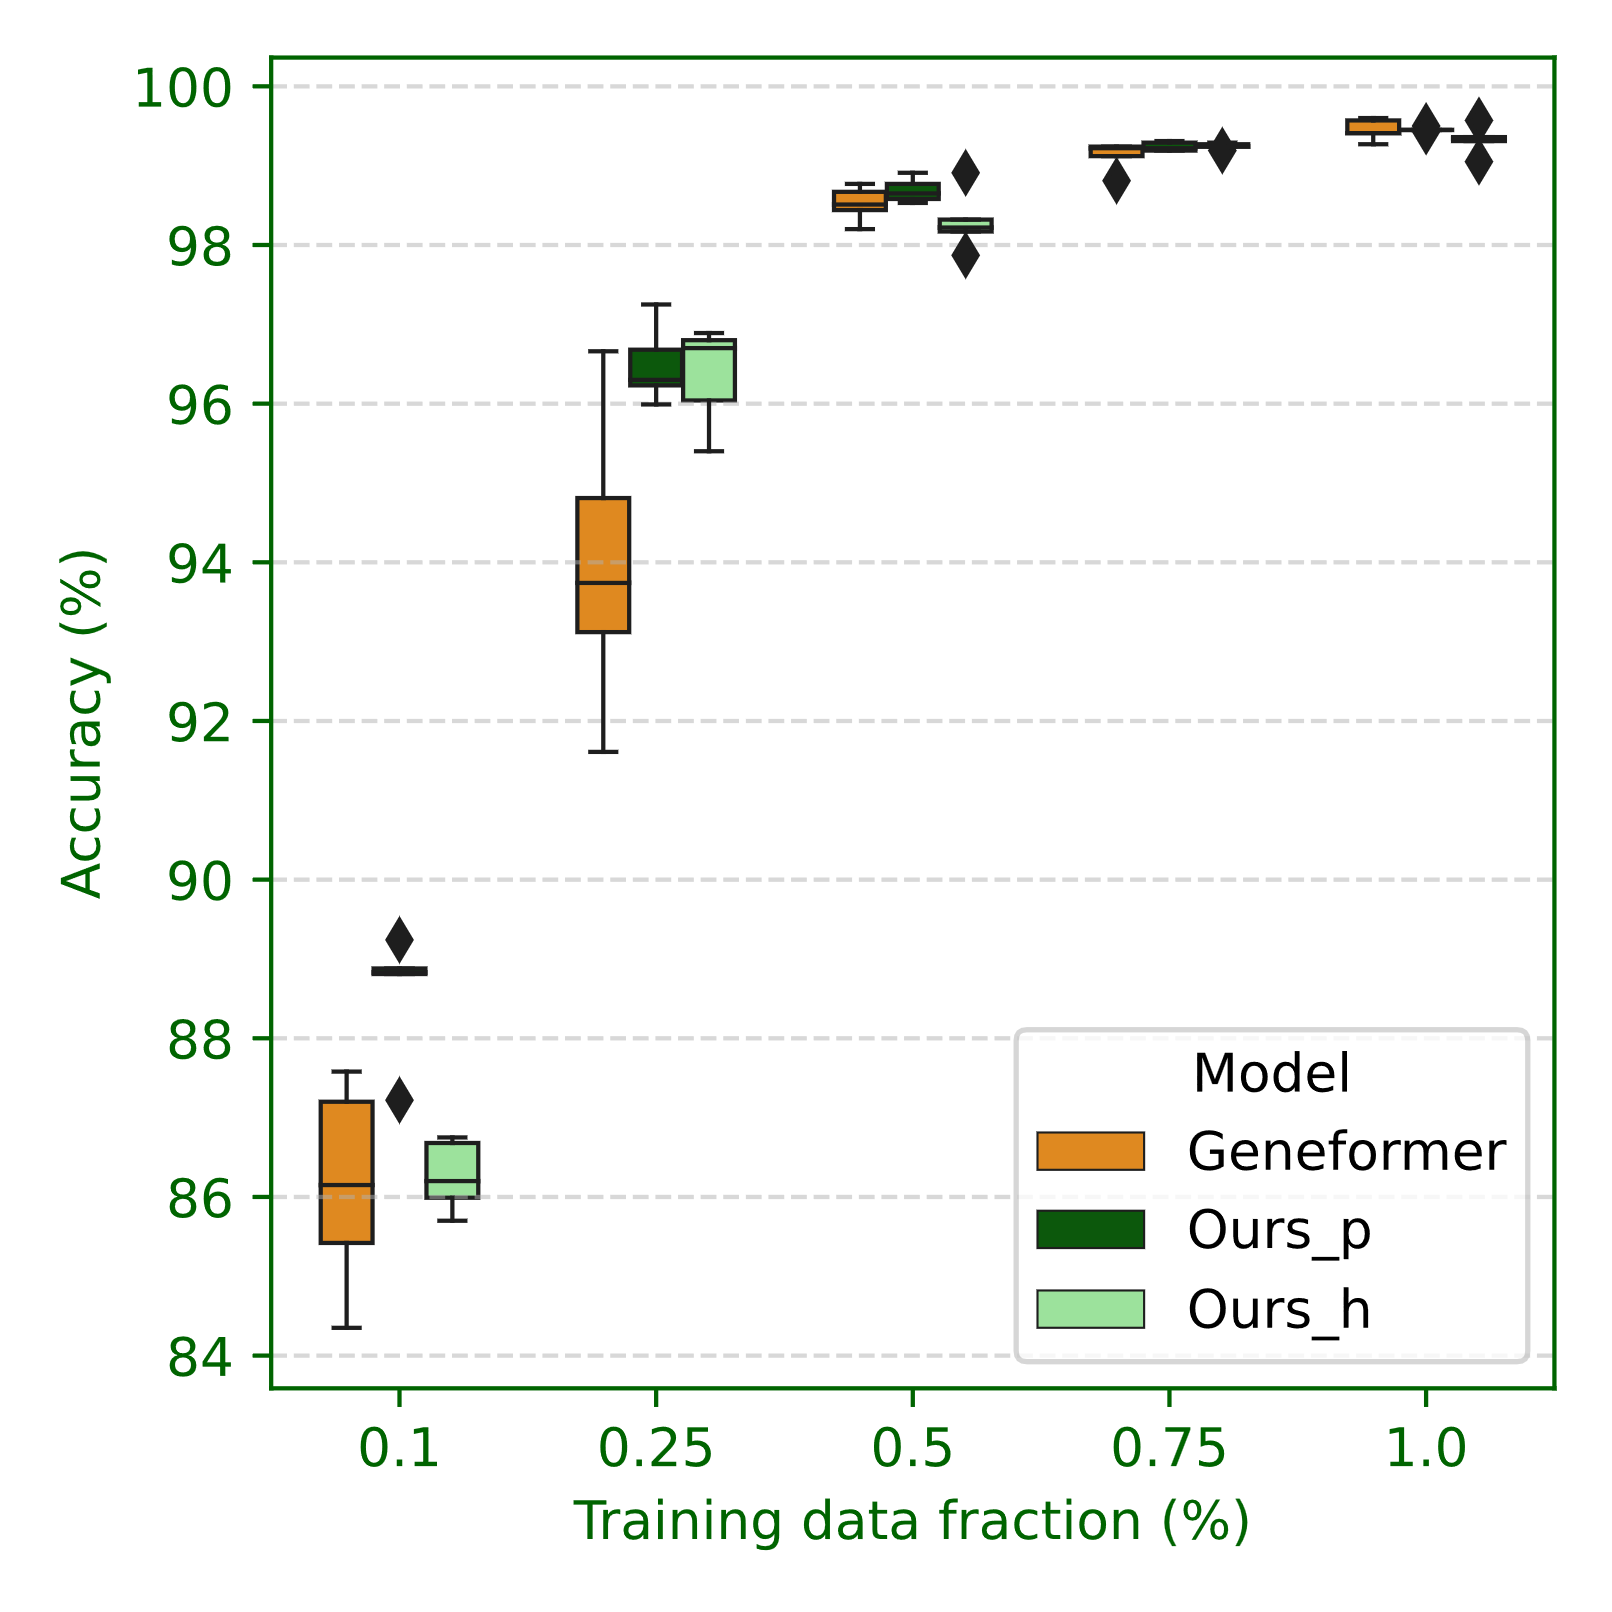 100
98
96
94
92
90
88
86
84
Accuracy (%)
Model
Geneformer
Ours_p
Ours_h
0.1 0.25 0.5 0.75 1.0
Training data fraction (%)